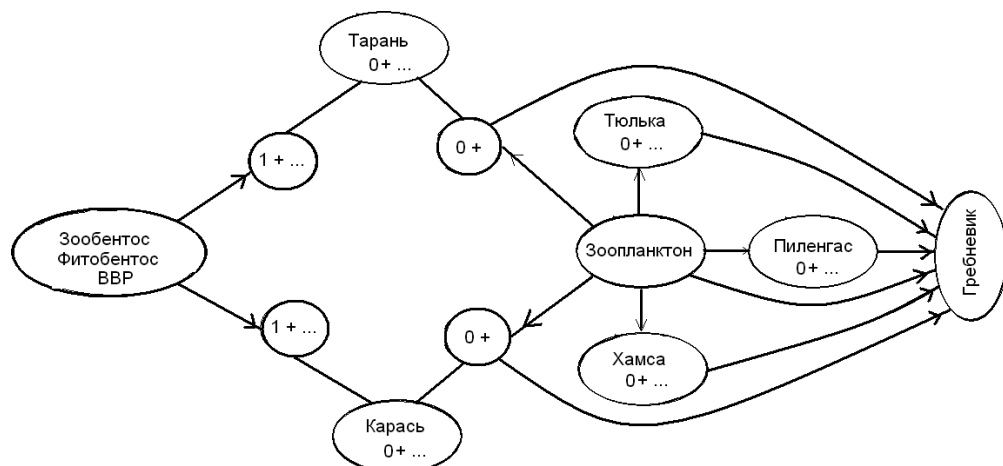 Тарань
0+ ...
Тюлька
0+ ...
1 + ...
0 +
Зообентос
Фитобентос
ВВР
Зоопланктон
Пиленгас
0+ ...
Гребневик
1 + ...
0 +
Хамса
0+ ...
Карась
0+ ...